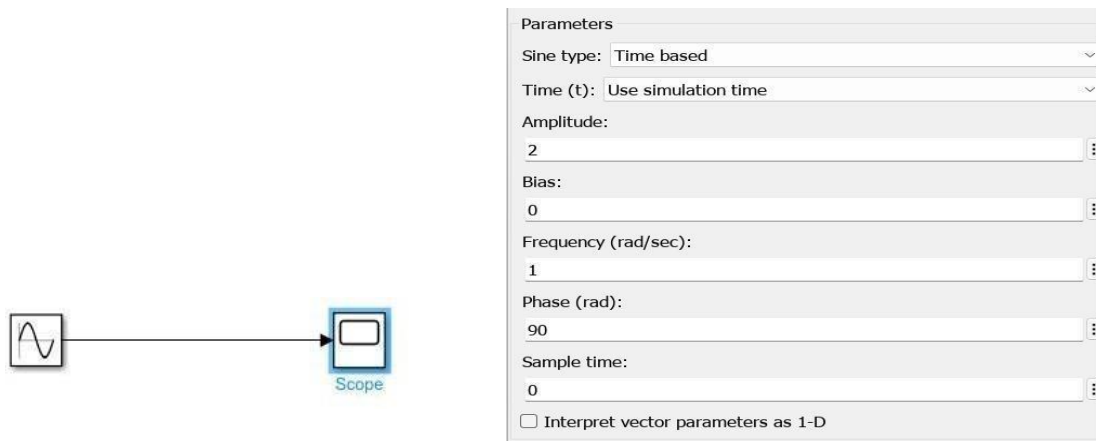 Scope
Parameters
Sine type: Time based
Time (t): Use simulation time
Amplitude:
2
Bias:
0
Frequency (rad/sec):
1
Phase (rad):
90
Sample time:
0
Interpret vector parameters as 1-D